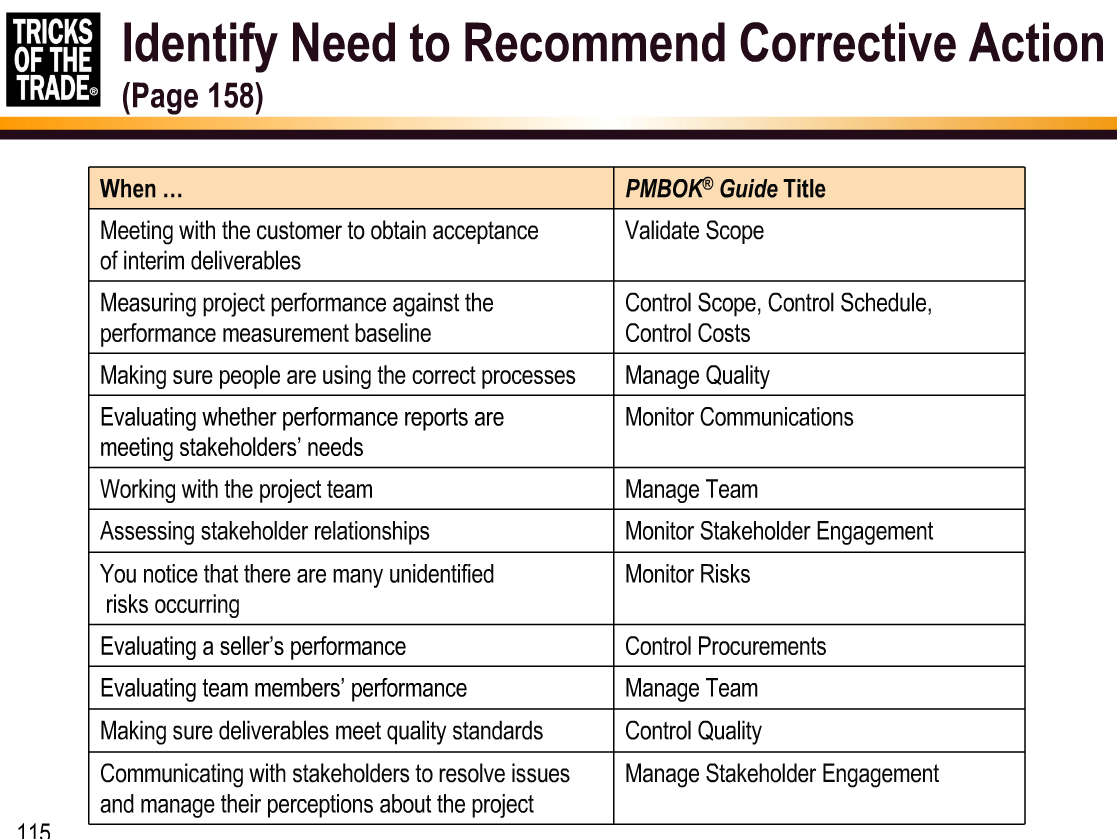 TRICKS
OF THE
TRADE®
Identify Need to Recommend Corrective Action
(Page 158)
When …
PMBOK® Guide Title
Meeting with the customer to obtain acceptance
of interim deliverables
Validate Scope
Measuring project performance against the
performance measurement baseline
Control Scope, Control Schedule,
Control Costs
Making sure people are using the correct processes
Manage Quality
Evaluating whether performance reports are
meeting stakeholders’ needs
Monitor Communications
Working with the project team
Manage Team
Assessing stakeholder relationships
Monitor Stakeholder Engagement
You notice that there are many unidentified
risks occurring
Monitor Risks
Evaluating a seller’s performance
Control Procurements
Evaluating team members’ performance
Manage Team
Making sure deliverables meet quality standards
Control Quality
Communicating with stakeholders to resolve issues
and manage their perceptions about the project
Manage Stakeholder Engagement
115